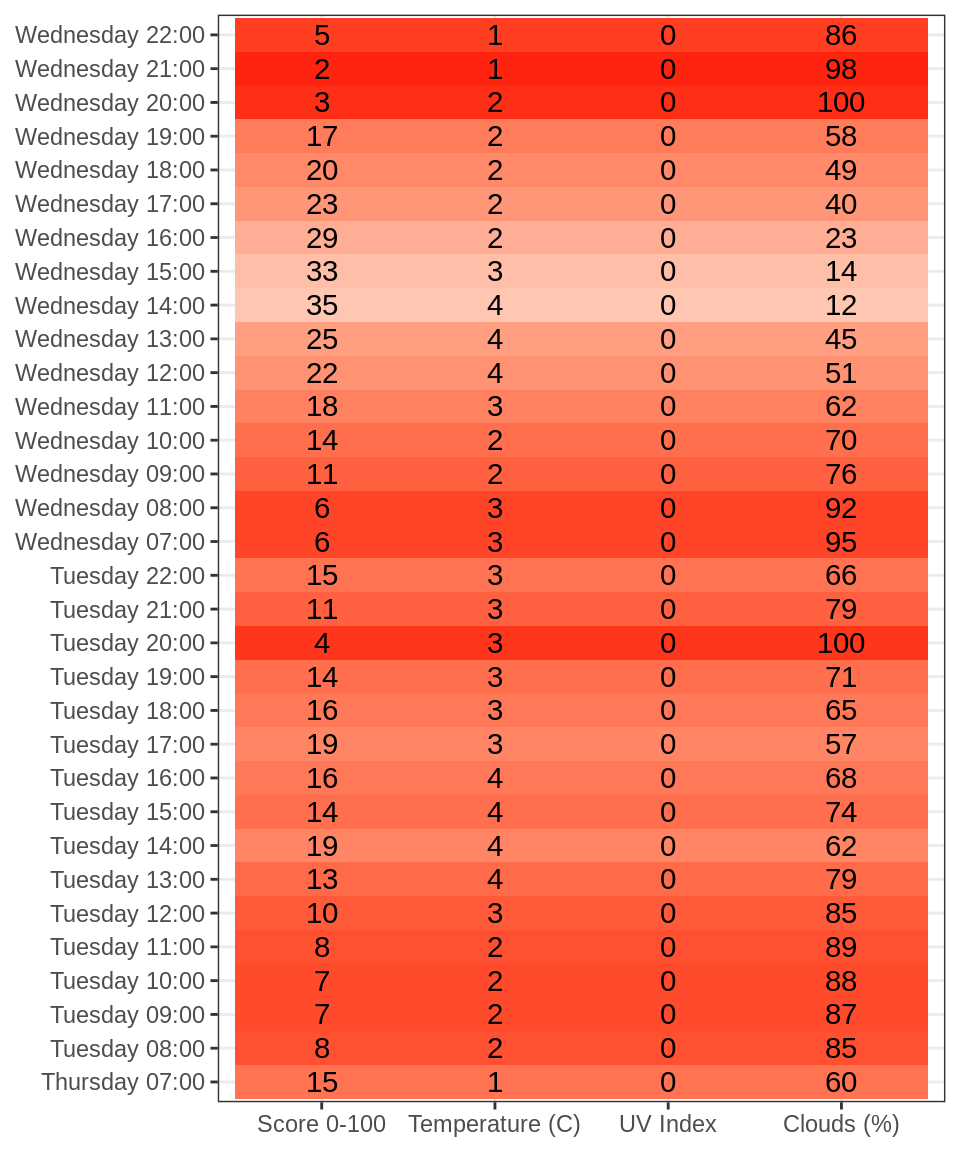 Wednesday 22:00 5 1 0 86
Wednesday 21:00 2 1 0 98
Wednesday 20:00 3 2 0 100
Wednesday 19:00 17 2 0 58
Wednesday 18:00 20 2 0 49
Wednesday 17:00 23 2 0 40
Wednesday 16:00 29 2 0 23
Wednesday 15:00 33 3 0 14
Wednesday 14:00 35 4 0 12
Wednesday 13:00 25 4 0 45
Wednesday 12:00 22 4 0 51
Wednesday 11:00 18 3 0 62
Wednesday 10:00 14 2 0 70
Wednesday 09:00 11 2 0 76
Wednesday 08:00 6 3 0 92
Wednesday 07:00 6 3 0 95
Tuesday 22:00 15 3 0 66
Tuesday 21:00 11 3 0 79
Tuesday 20:00 4 3 0 100
Tuesday 19:00 14 3 0 71
Tuesday 18:00 16 3 0 65
Tuesday 17:00 19 3 0 57
Tuesday 16:00 16 4 0 68
Tuesday 15:00 14 4 0 74
Tuesday 14:00 19 4 0 62
Tuesday 13:00 13 4 0 79
Tuesday 12:00 10 3 0 85
Tuesday 11:00 8 2 0 89
Tuesday 10:00 7 2 0 88
Tuesday 09:00 7 2 0 87
Tuesday 08:00 8 2 0 85
Thursday 07:00 15 1 0 60
Score 0-100 Temperature (C) UV Index Clouds (%)